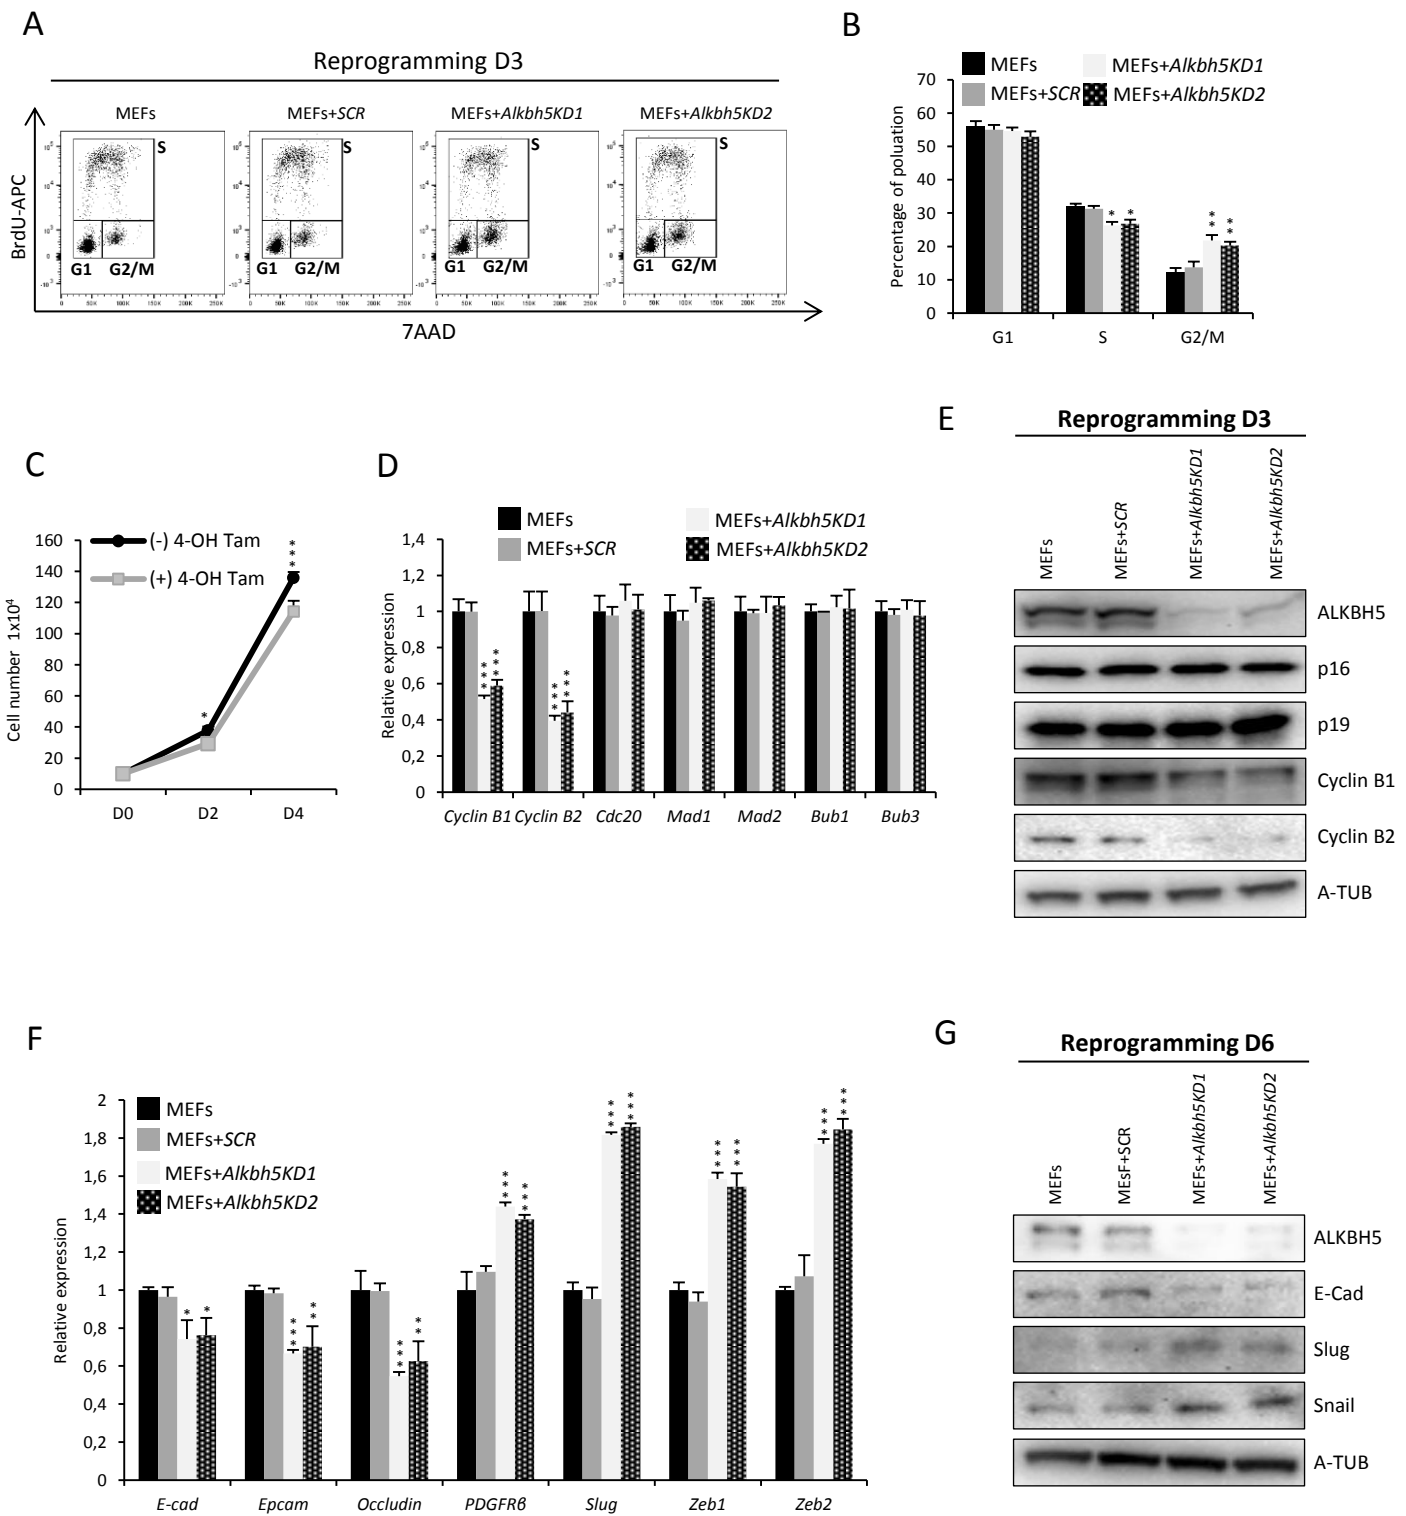 A
Reprogramming D3
MEFs
MEFs+SCR
MEFs+Alkbh5KD1
MEFs+Alkbh5KD2
BrdU-APC
S
S
S
S
G1 G2/M
G1 G2/M
G1 G2/M
G1 G2/M
50K 100K 150K 200K 250K
7AAD
B
MEFs
MEFs+SCR
MEFs+Alkbh5KD1
MEFs+Alkbh5KD2
Percentage of poluation
70
60
50
40
30
20
10
0
* * ** **
G1 S G2/M
C
(-) 4-OH Tam
(+) 4-OH Tam
Cell number 1x10⁴
160
140
120
100
80
60
40
20
0
* ***
D0 D2 D4
D
MEFs
MEFs+SCR
MEFs+Alkbh5KD1
MEFs+Alkbh5KD2
Relative expression
1,4
1,2
1
0,8
0,6
0,4
0,2
0
*** *** *** ***
Cyclin B1 Cyclin B2 Cdc20 Mad1 Mad2 Bub1 Bub3
E
Reprogramming D3
MEFs
MEFs+SCR
MEFs+Alkbh5KD1
MEFs+Alkbh5KD2
ALKBH5
p16
p19
Cyclin B1
Cyclin B2
A-TUB
F
MEFs
MEFs+SCR
MEFs+Alkbh5KD1
MEFs+Alkbh5KD2
Relative expression
2
1,8
1,6
1,4
1,2
1
0,8
0,6
0,4
0,2
0
* * *** ** *** ** *** *** *** *** *** *** *** ***
E-cad Epcam Occludin PDGFRβ Slug Zeb1 Zeb2
G
Reprogramming D6
MEFs
MEsF+SCR
MEFs+Alkbh5KD1
MEFs+Alkbh5KD2
ALKBH5
E-Cad
Slug
Snail
A-TUB